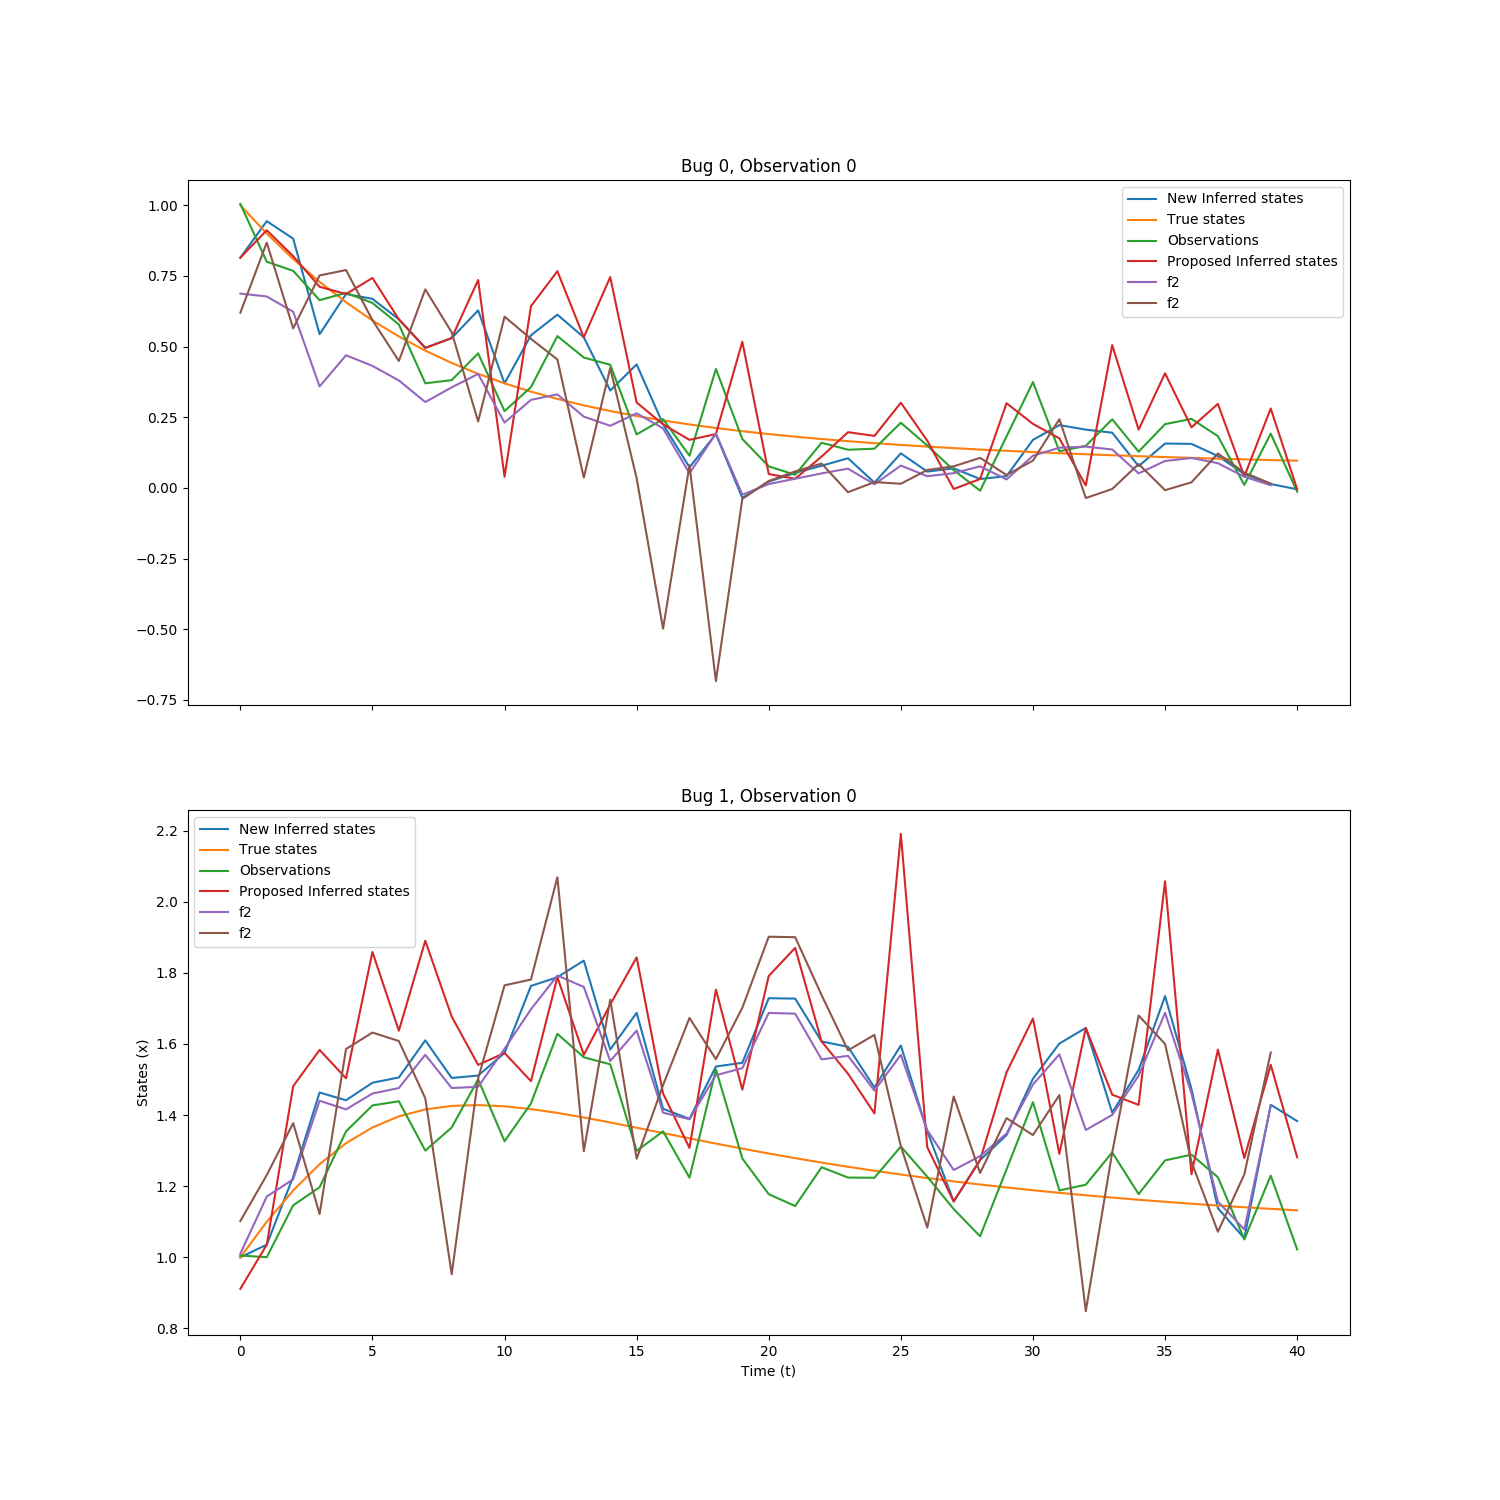 Bug 0, Observation 0
1.00
0.75
0.50
0.25
0.00
−0.25
−0.50
−0.75
New Inferred states
True states
Observations
Proposed Inferred states
f2
f2
Bug 1, Observation 0
States (x)
2.2
2.0
1.8
1.6
1.4
1.2
1.0
0.8
New Inferred states
True states
Observations
Proposed Inferred states
f2
f2
0 5 10 15 20 25 30 35 40
Time (t)